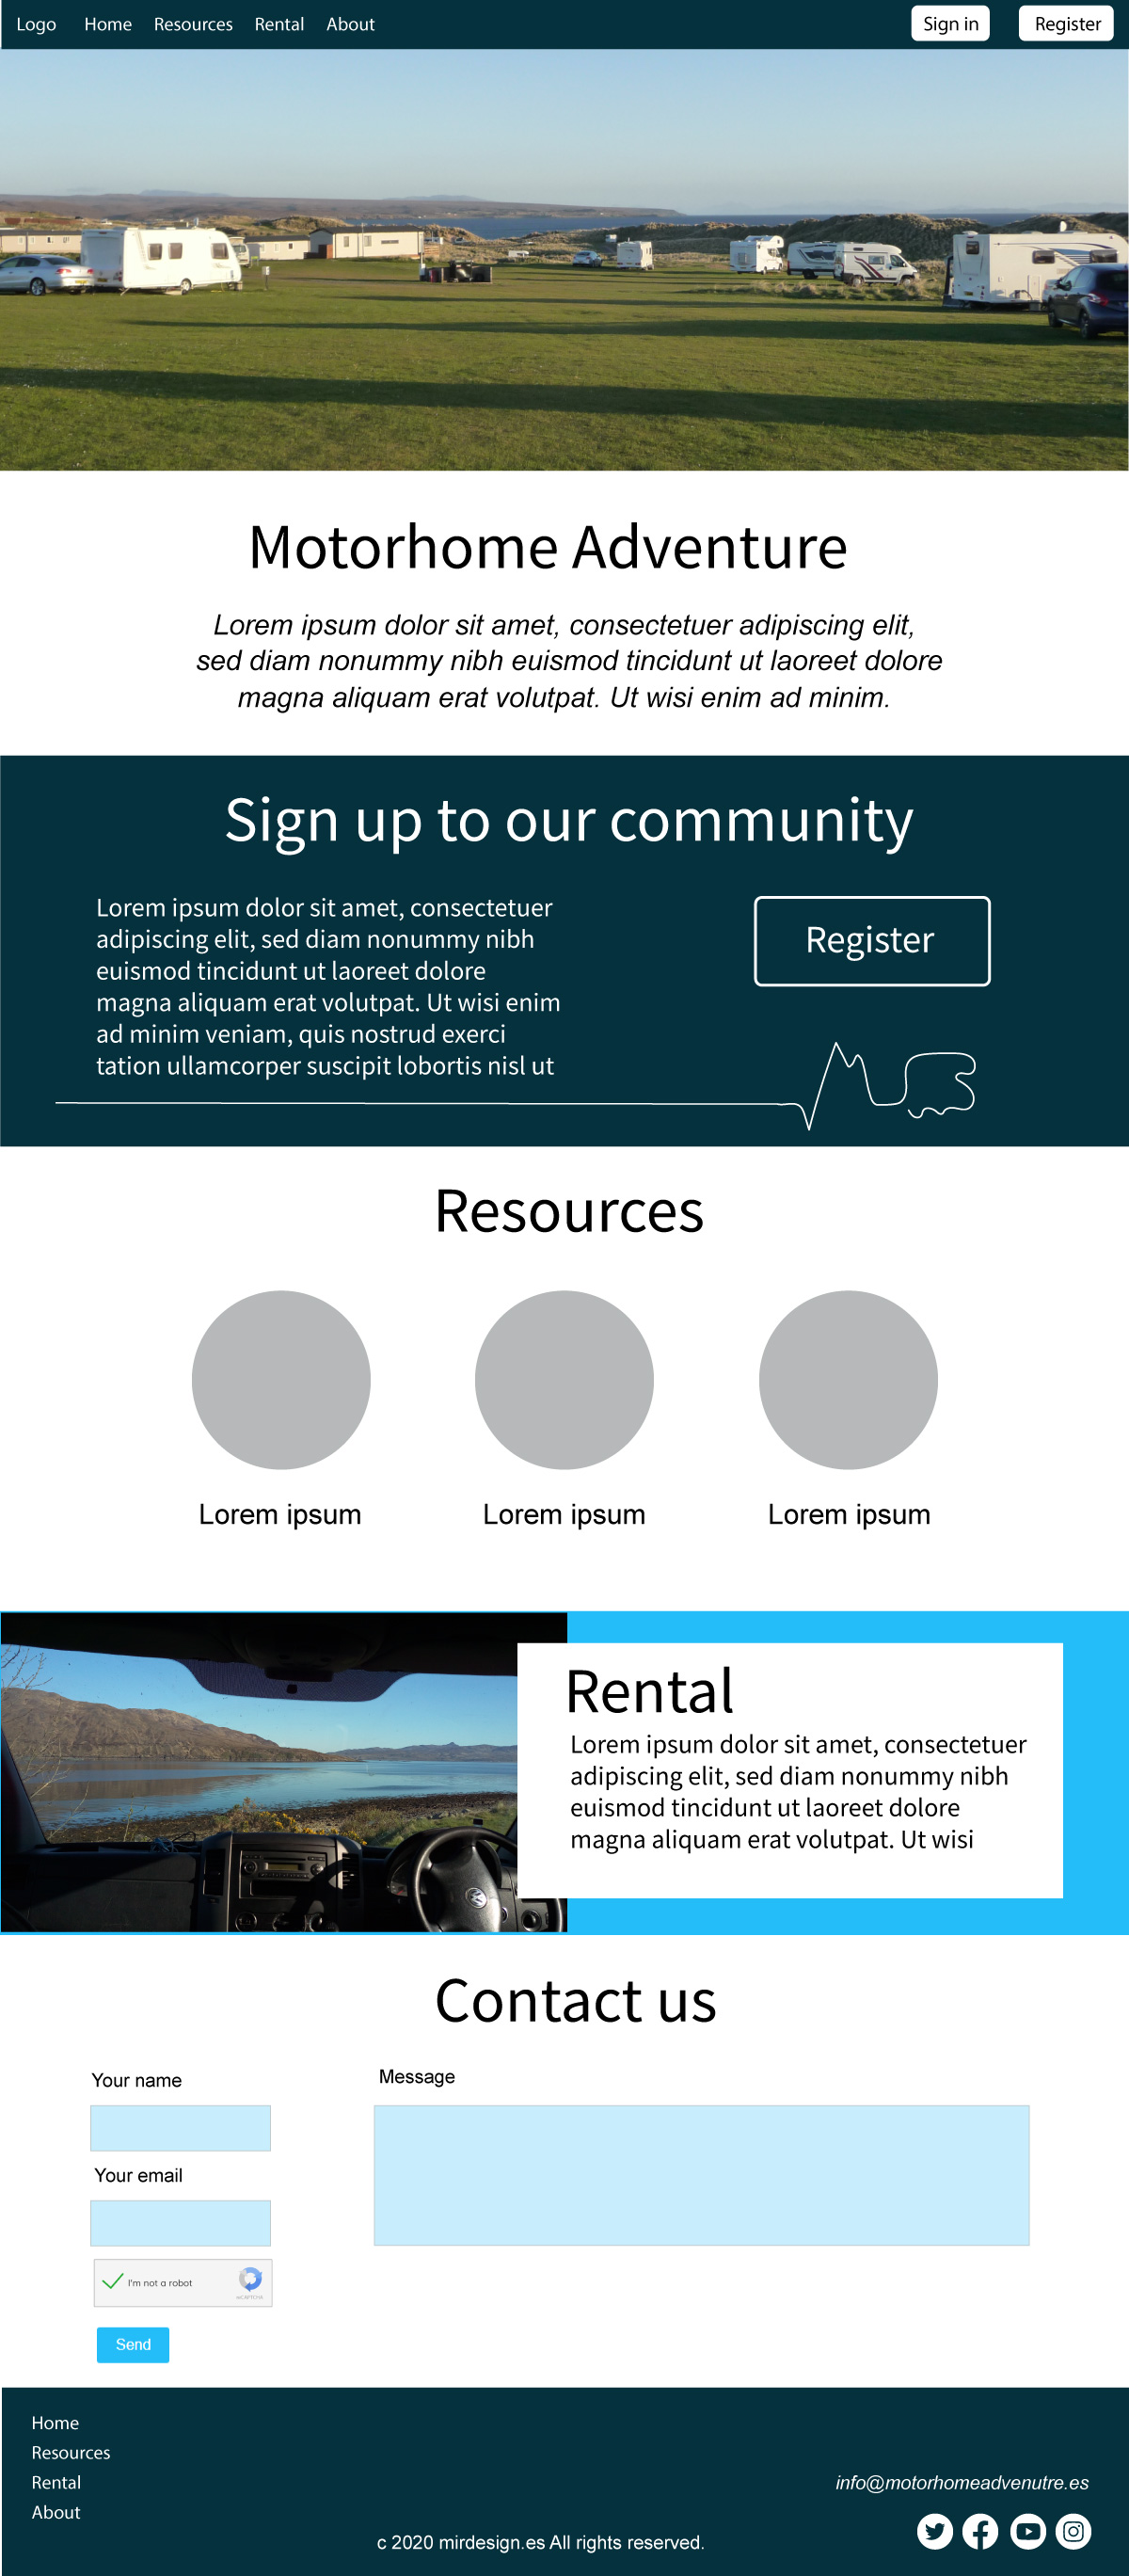 Logo Home Resources Rental About Sign in Register
Motorhome Adventure
Lorem ipsum dolor sit amet, consectetuer adipiscing elit,
sed diam nonummy nibh euismod tincidunt ut laoreet dolore
magna aliquam erat volutpat. Ut wisi enim ad minim.
Sign up to our community
Lorem ipsum dolor sit amet, consectetuer
adipiscing elit, sed diam nonummy nibh
euismod tincidunt ut laoreet dolore
magna aliquam erat volutpat. Ut wisi enim
ad minim veniam, quis nostrud exerci
tation ullamcorper suscipit lobortis nisl ut
Register
Resources
Lorem ipsum
Lorem ipsum
Lorem ipsum
Rental
Lorem ipsum dolor sit amet, consectetuer
adipiscing elit, sed diam nonummy nibh
euismod tincidunt ut laoreet dolore
magna aliquam erat volutpat. Ut wisi
Contact us
Your name
Message
Your email
I'm not a robot
reCAPTCHA
Send
Home
Resources
Rental
About
info@motorhomeadvenutre.es
c 2020 mirdesign.es All rights reserved.